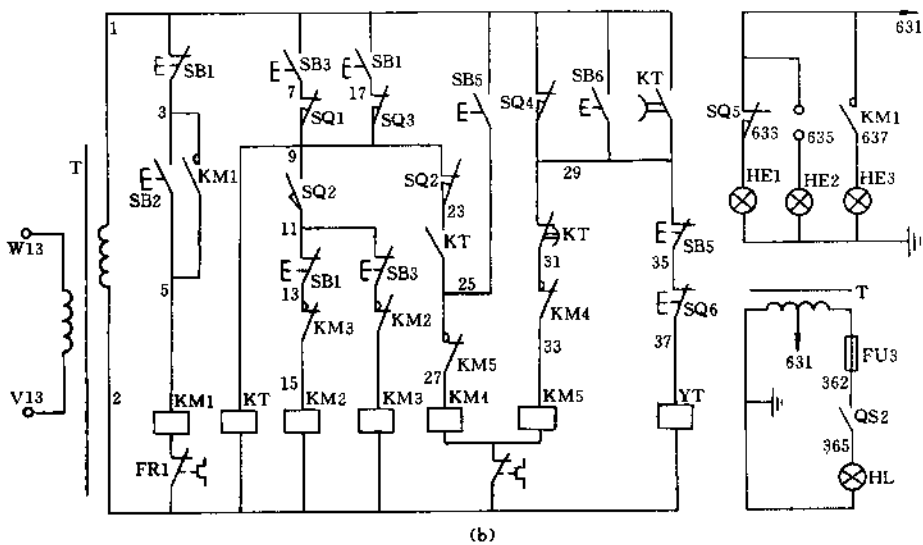 1
631
SB1
SB3
SB1
SB5
SQ4
SB6
KT
SQ5
KM1
3
7
17
SQ1
SQ3
633
635
637
T
9
29
KM1
SB2
SQ2
SQ2
HE1
HE2
HE3
23
W13
11
KT
KT
SB5
SB1
SB3
31
35
5
13
25
T
KM3
KM2
KM4
SQ6
KM5
631
FU3
33
37
362
V13
2
15
27
KM1
KT
KM2
KM3
KM4
KM5
YT
QS2
365
FR1
HL
(b)